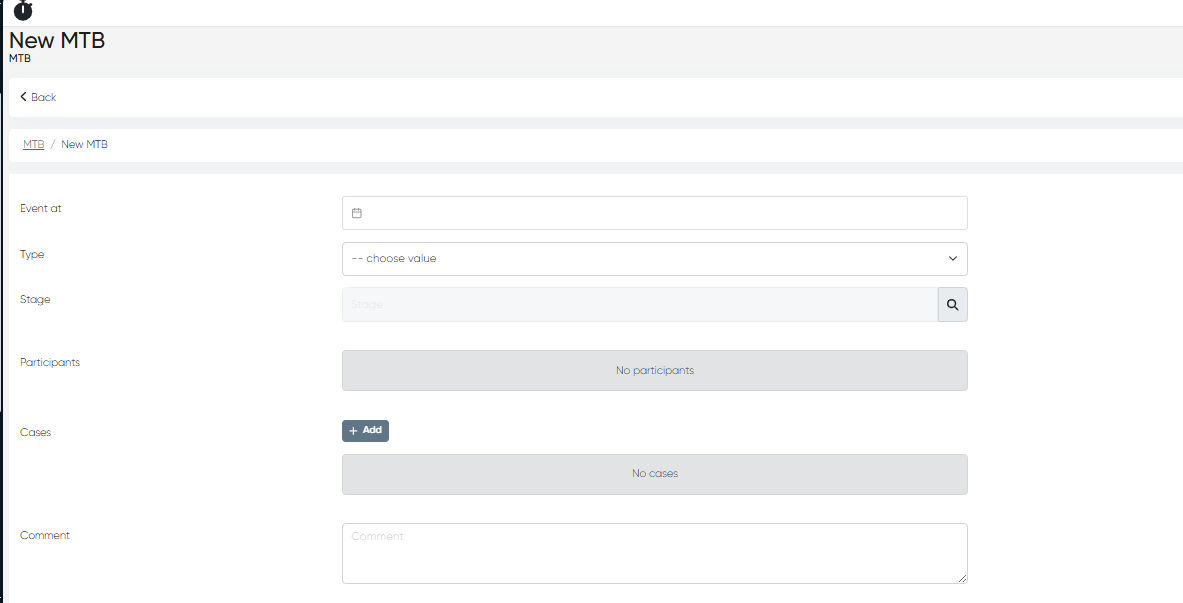 New MTB
MTB
Back
MTB / New MTB
Event at
Type
-- choose value
Stage
Stage
Participants
No participants
Cases
+ Add
No cases
Comment
Comment